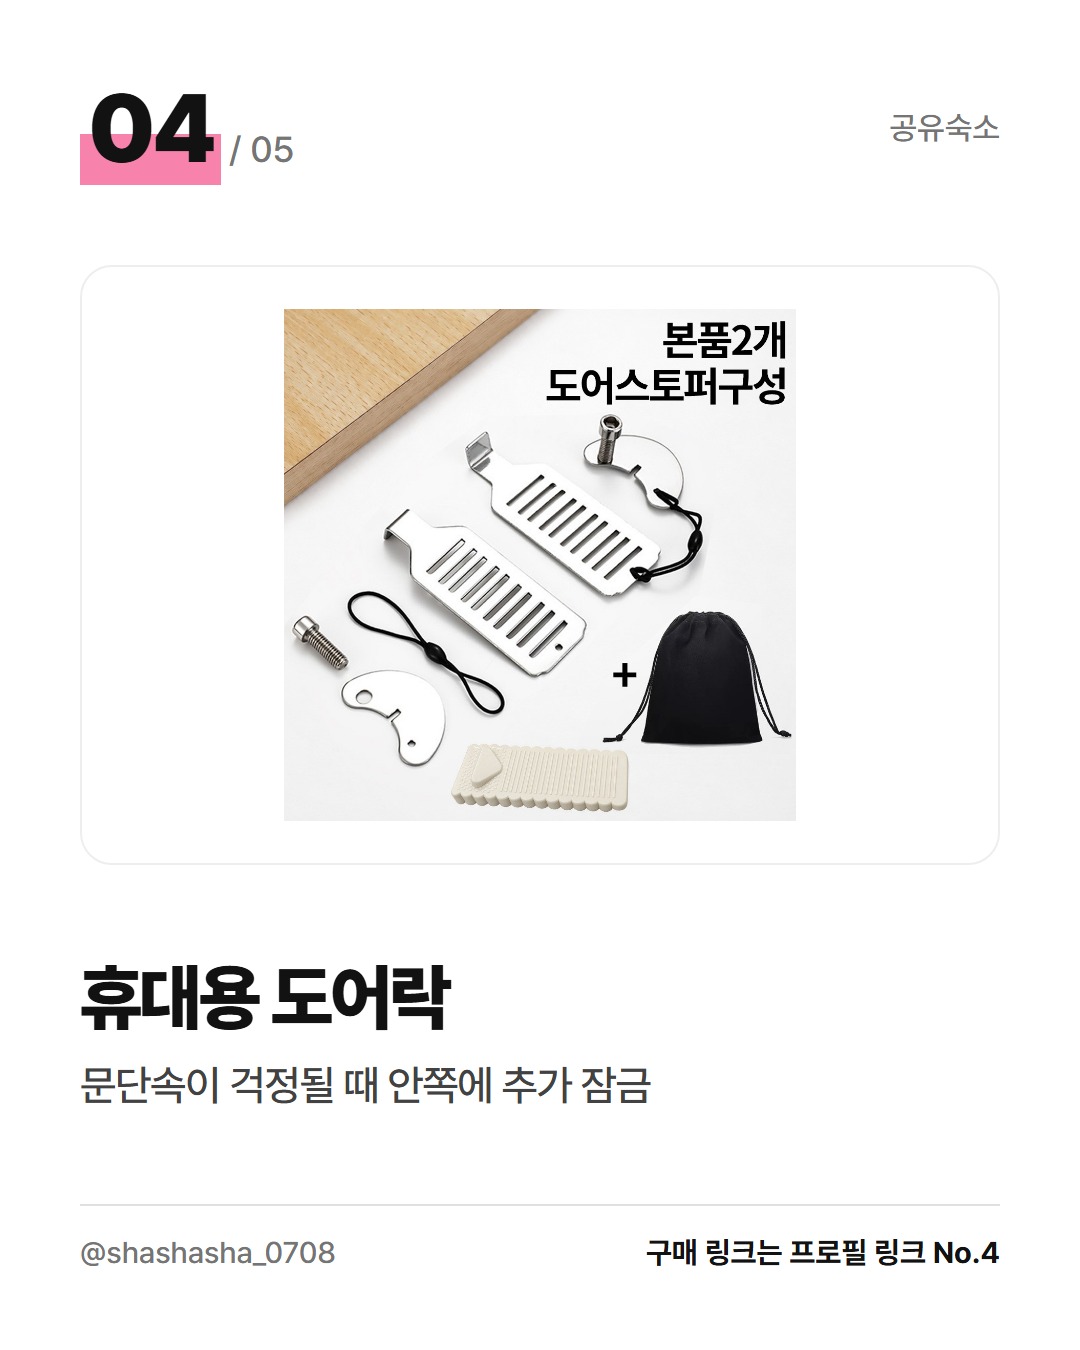 04 / 05
공유숙소
본품2개
도어스토퍼구성
+
휴대용 도어락
문단속이 걱정될 때 안쪽에 추가 잠금
@shashasha_0708
구매 링크는 프로필 링크 No.4